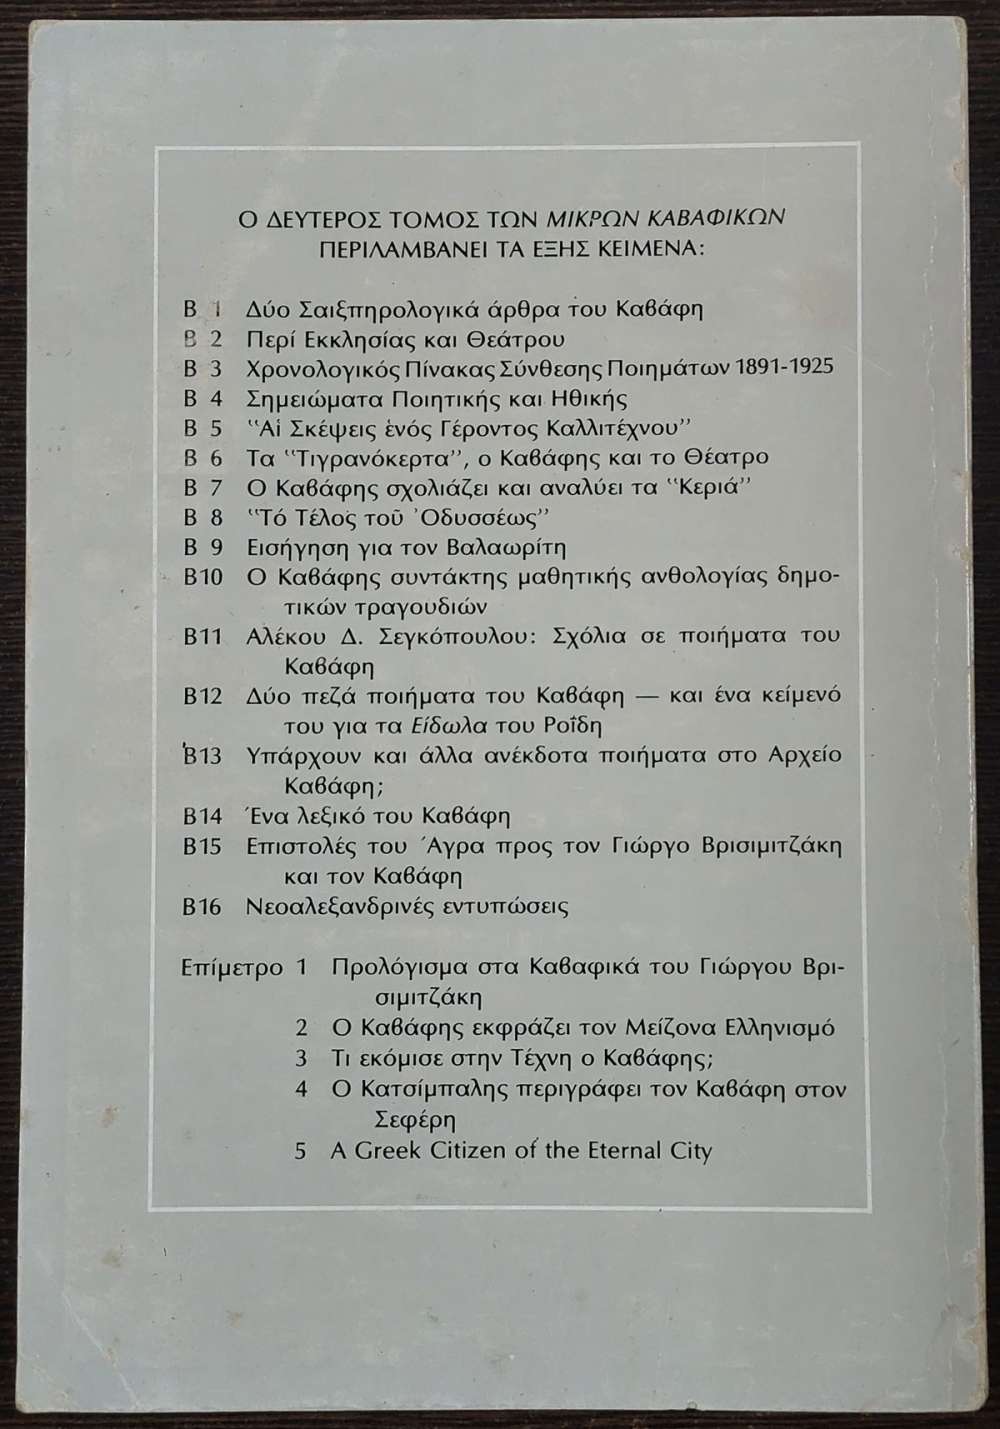 Ο ΔΕΥΤΕΡΟΣ ΤΟΜΟΣ ΤΩΝ ΜΙΚΡΩΝ ΚΑΒΑΦΙΚΩΝ
ΠΕΡΙΛΑΜΒΑΝΕΙ ΤΑ ΕΞΗΣ ΚΕΙΜΕΝΑ:
Β 1 Δύο Σαιξπηρολογικά άρθρα του Καβάφη
Β 2 Περί Εκκλησίας και Θεάτρου
Β 3 Χρονολογικός Πίνακας Σύνθεσης Ποιημάτων 1891-1925
Β 4 Σημειώματα Ποιητικής και Ηθικής
Β 5 "Αἱ Σκέψεις ἑνός Γέροντος Καλλιτέχνου"
Β 6 Τα "Τιγρανόκερτα", ο Καβάφης και το Θέατρο
Β 7 Ο Καβάφης σχολιάζει και αναλύει τα "Κεριά"
Β 8 "Τό Τέλος τοῦ Ὀδυσσέως"
Β 9 Εισήγηση για τον Βαλαωρίτη
Β10 Ο Καβάφης συντάκτης μαθητικής ανθολογίας δημο-
τικών τραγουδιών
Β11 Αλέκου Δ. Σεγκόπουλου: Σχόλια σε ποιήματα του
Καβάφη
Β12 Δύο πεζά ποιήματα του Καβάφη — και ένα κείμενό
του για τα Είδωλα του Ροΐδη
Β13 Υπάρχουν και άλλα ανέκδοτα ποιήματα στο Αρχείο
Καβάφη;
Β14 Ένα λεξικό του Καβάφη
Β15 Επιστολές του Άγρα προς τον Γιώργο Βρισιμιτζάκη
και τον Καβάφη
Β16 Νεοαλεξανδρινές εντυπώσεις
Επίμετρο 1 Προλόγισμα στα Καβαφικά του Γιώργου Βρι-
σιμιτζάκη
2 Ο Καβάφης εκφράζει τον Μείζονα Ελληνισμό
3 Τι εκόμισε στην Τέχνη ο Καβάφης;
4 Ο Κατσίμπαλης περιγράφει τον Καβάφη στον
Σεφέρη
5 A Greek Citizen of the Eternal City